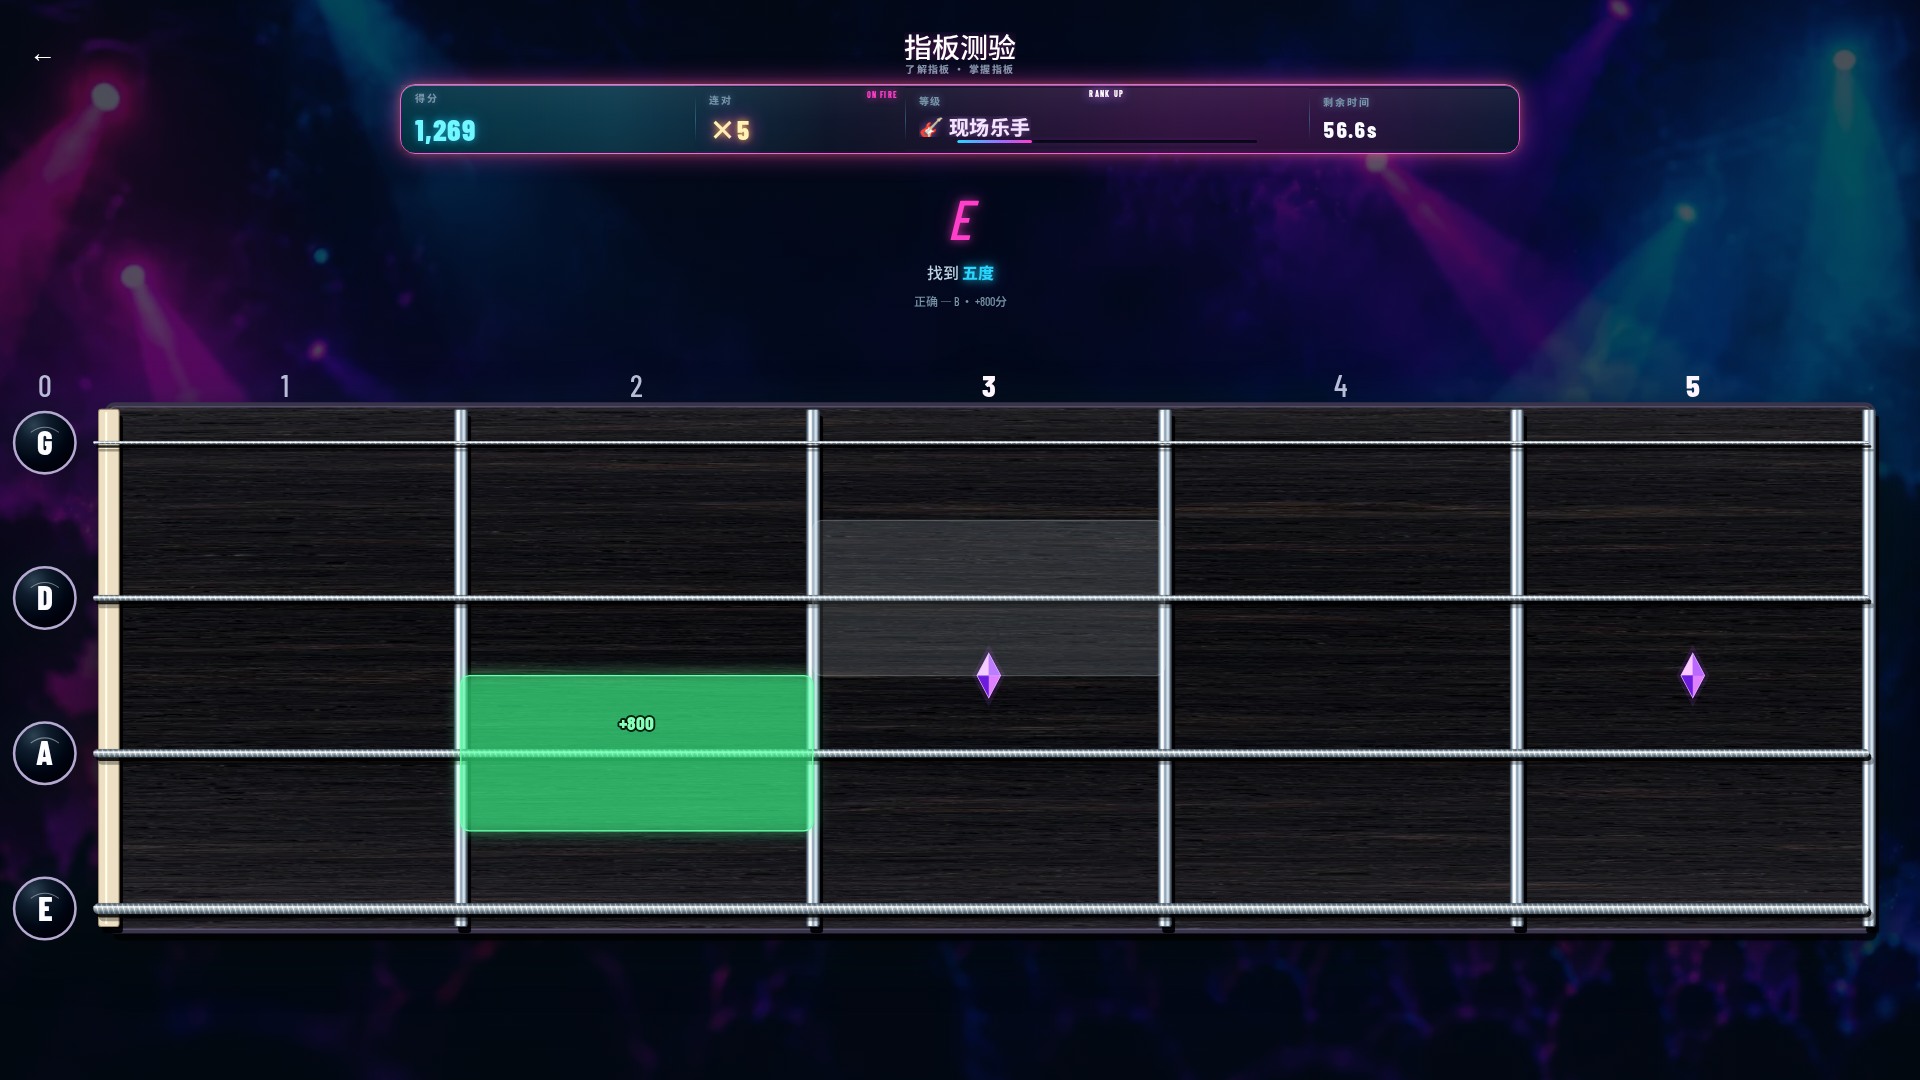 ←
指板测验
了解指板 • 掌握指板
得分
1,269
连对
×5
ON FIRE
等级
现场乐手
RANK UP
剩余时间
56.6s
E
找到 五度
正确 — B • +800分
0 1 2 3 4 5
G
D
+800
A
E